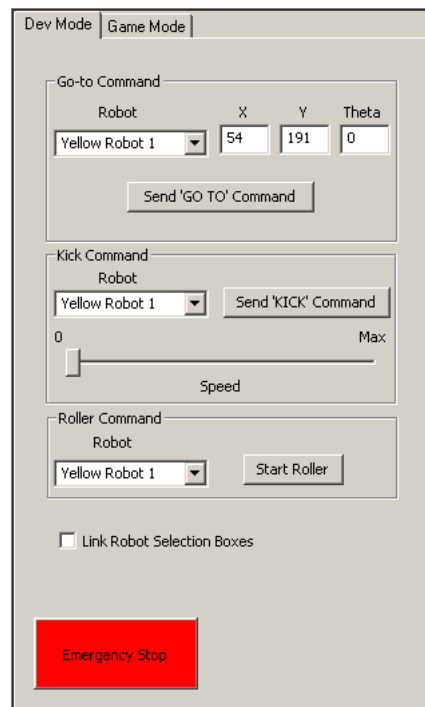 Dev Mode Game Mode
Go-to Command
Robot X Y Theta
Yellow Robot 1 54 191 0
Send 'GO TO' Command
Kick Command
Robot
Yellow Robot 1 Send 'KICK' Command
0 Max
Speed
Roller Command
Robot
Yellow Robot 1 Start Roller
Link Robot Selection Boxes
Emergency Stop